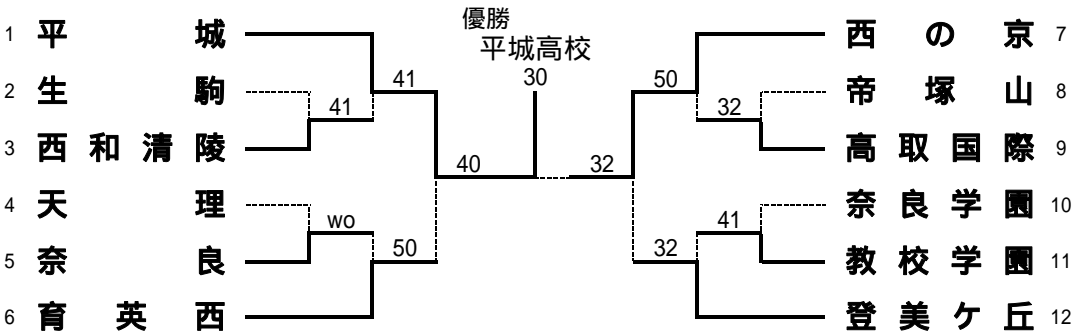 優勝
平城高校
30
1 平城
2 生駒
3 西和清陵
4 天理
5 奈良
6 育英西
41
41
40
wo
50
西の京 7
帝塚山 8
高取国際 9
奈良学園 10
教校学園 11
登美ケ丘 12
50
32
32
41
32